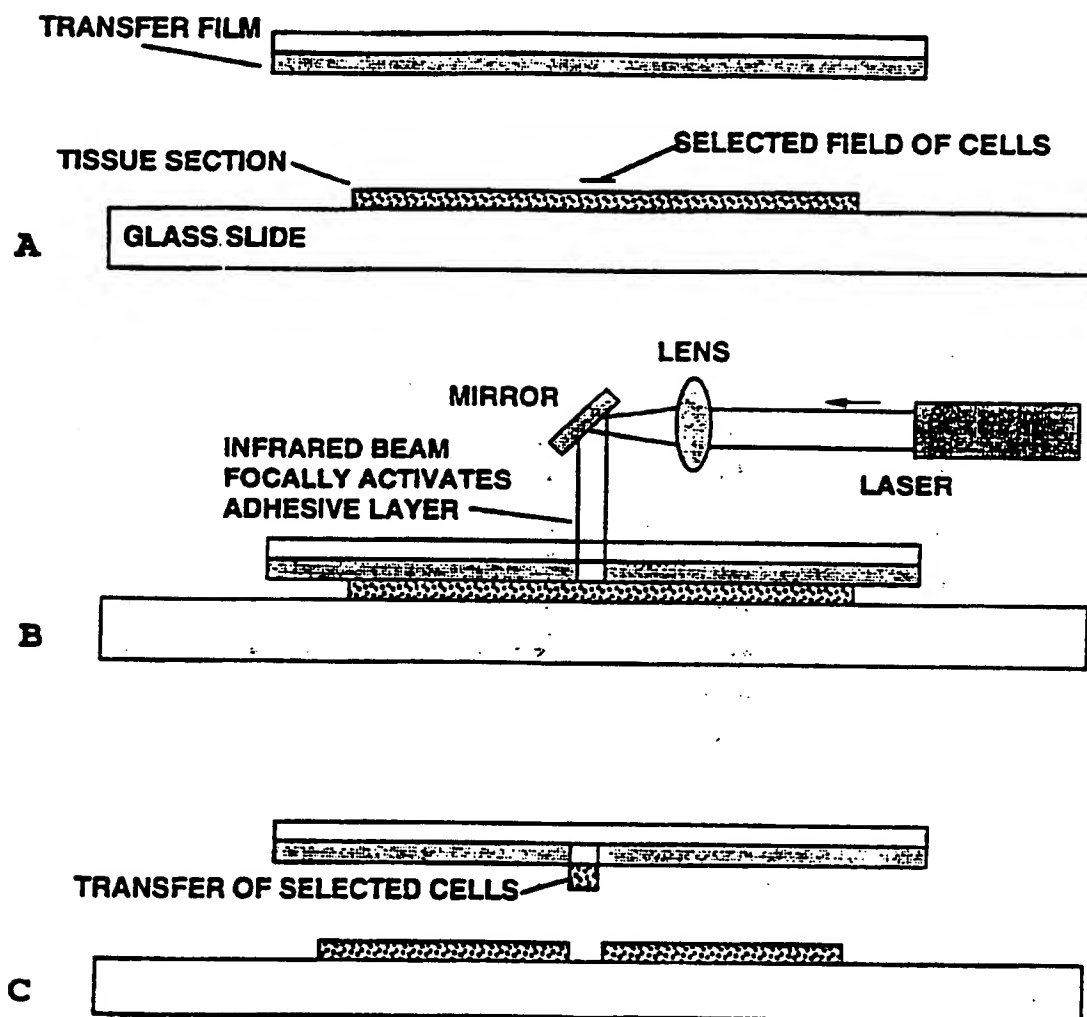 TRANSFER FILM
SELECTED FIELD OF CELLS
TISSUE SECTION
A
GLASS SLIDE
LENS
MIRROR
INFRARED BEAM
FOCALLY ACTIVATES
ADHESIVE LAYER
LASER
B
TRANSFER OF SELECTED CELLS
C